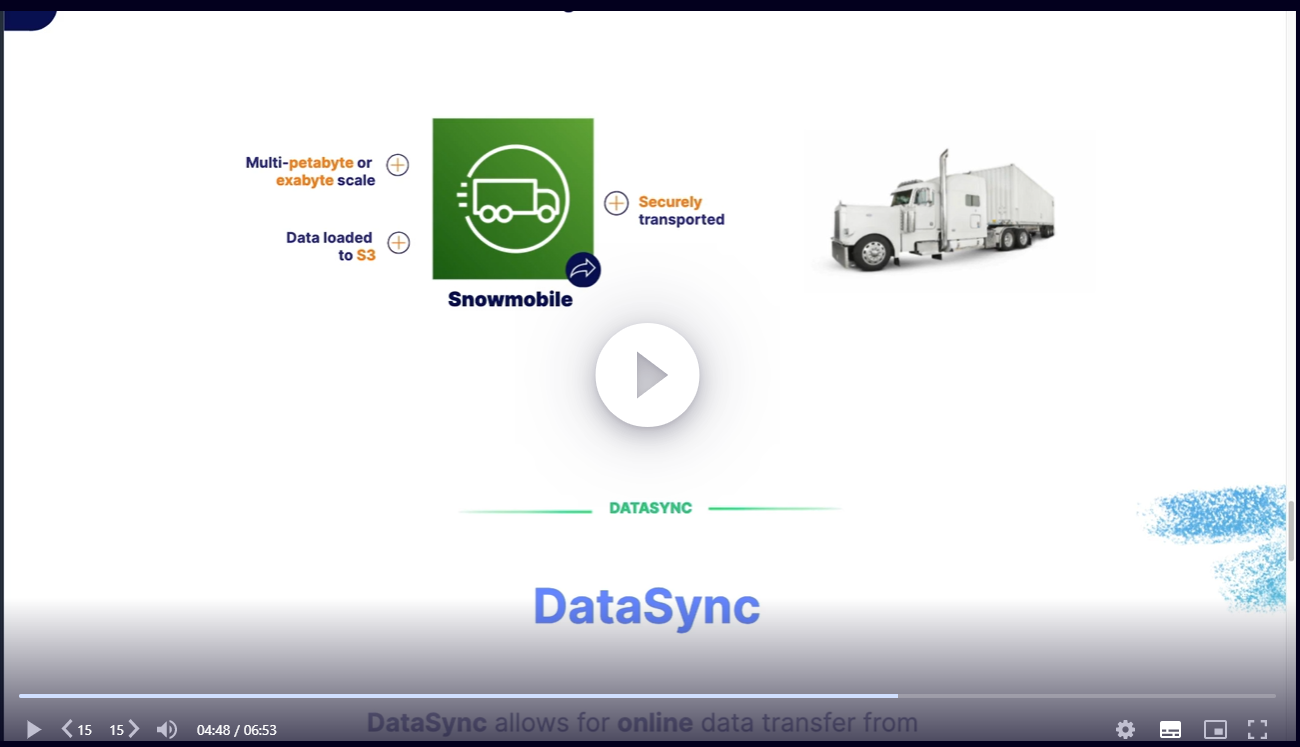 Multi-petabyte or
exabyte scale
Data loaded
to S3
Securely
transported
Snowmobile
DATASYNC
DataSync
DataSync allows for online data transfer from
15
15
04:48 / 06:53